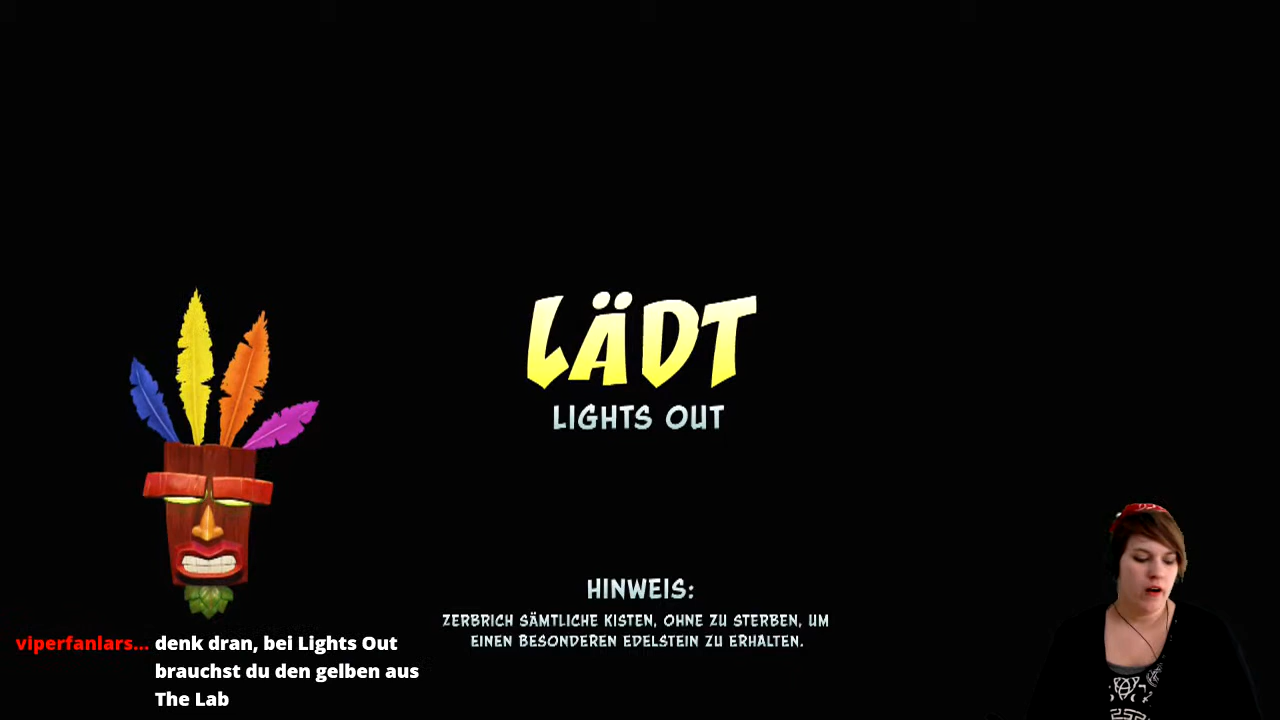 LÄDT
LIGHTS OUT
HINWEIS:
ZERBRICH SÄMTLICHE KISTEN, OHNE ZU STERBEN, UM
EINEN BESONDEREN EDELSTEIN ZU ERHALTEN.
viperfanlars... denk dran, bei Lights Out
brauchst du den gelben aus
The Lab